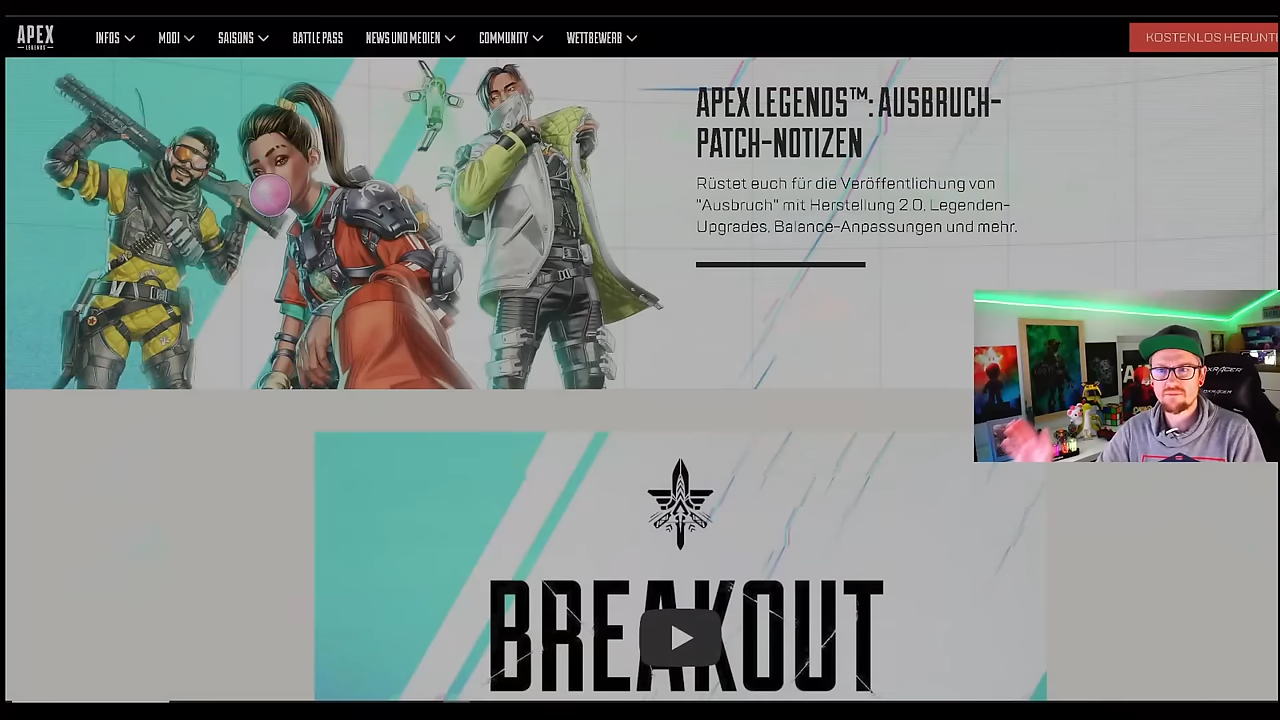 APEX
LEGENDS
INFOS
MODI
SAISONS
BATTLE PASS
NEWS UND MEDIEN
COMMUNITY
WETTBEWERB
KOSTENLOS HERUNT
APEX LEGENDS™: AUSBRUCH-
PATCH-NOTIZEN
Rüstet euch für die Veröffentlichung von
"Ausbruch" mit Herstellung 2.0, Legenden-
Upgrades, Balance-Anpassungen und mehr.
BREAKOUT